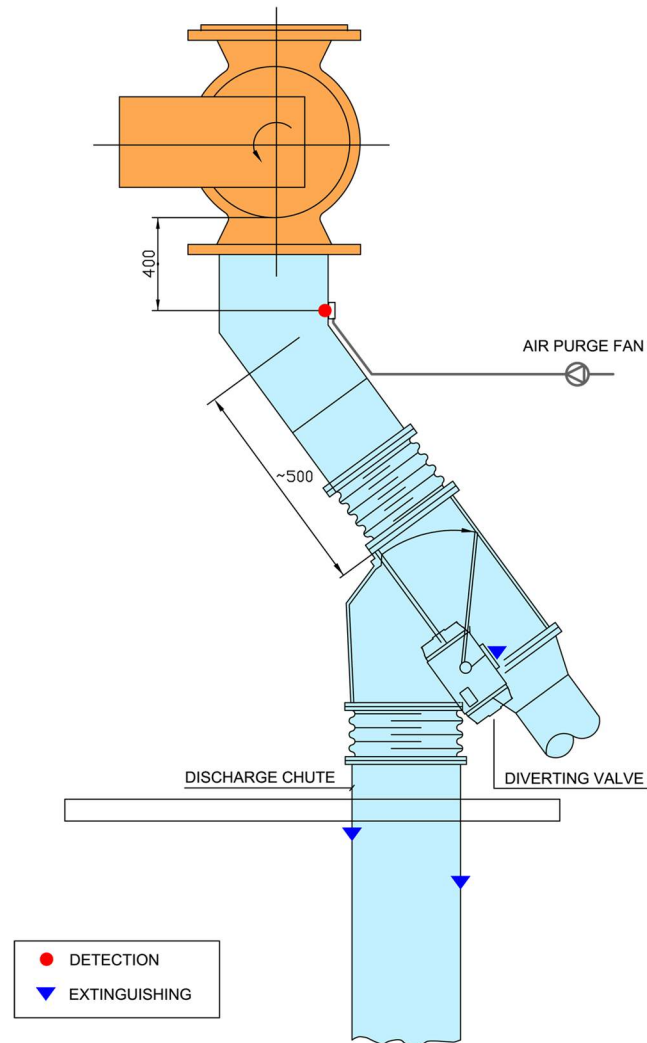 400
AIR PURGE FAN
~500
DISCHARGE CHUTE
DIVERTING VALVE
DETECTION
EXTINGUISHING